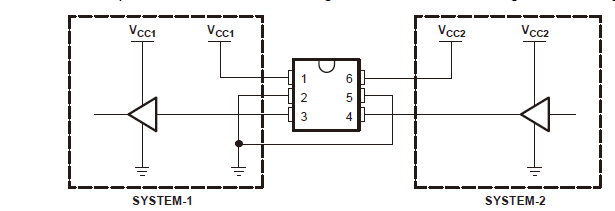 VCC1 VCC1 VCC2 VCC2
1 6
2 5
3 4
SYSTEM-1 SYSTEM-2